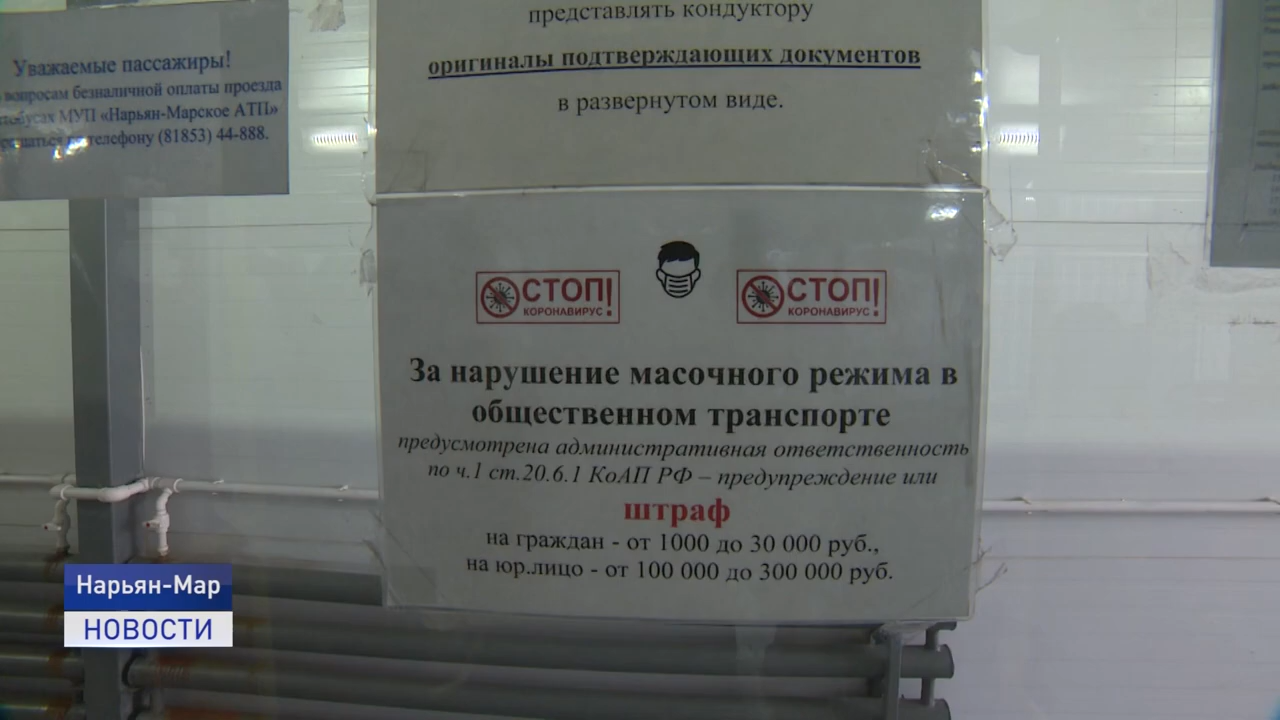 Уважаемые пассажиры!
вопросам безналичной оплаты проезда
МУП «Нарьян-Марское АТП»
телефону (81853) 44-888.
представлять кондуктору
оригиналы подтверждающих документов
в развернутом виде.
СТОП!
КОРОНАВИРУС
СТОП!
КОРОНАВИРУС
За нарушение масочного режима в
общественном транспорте
предусмотрена административная ответственность
по ч.1 ст.20.6.1 КоАП РФ – предупреждение или
штраф
на граждан - от 1000 до 30 000 руб.,
на юр.лицо - от 100 000 до 300 000 руб.
Нарьян-Мар
НОВОСТИ